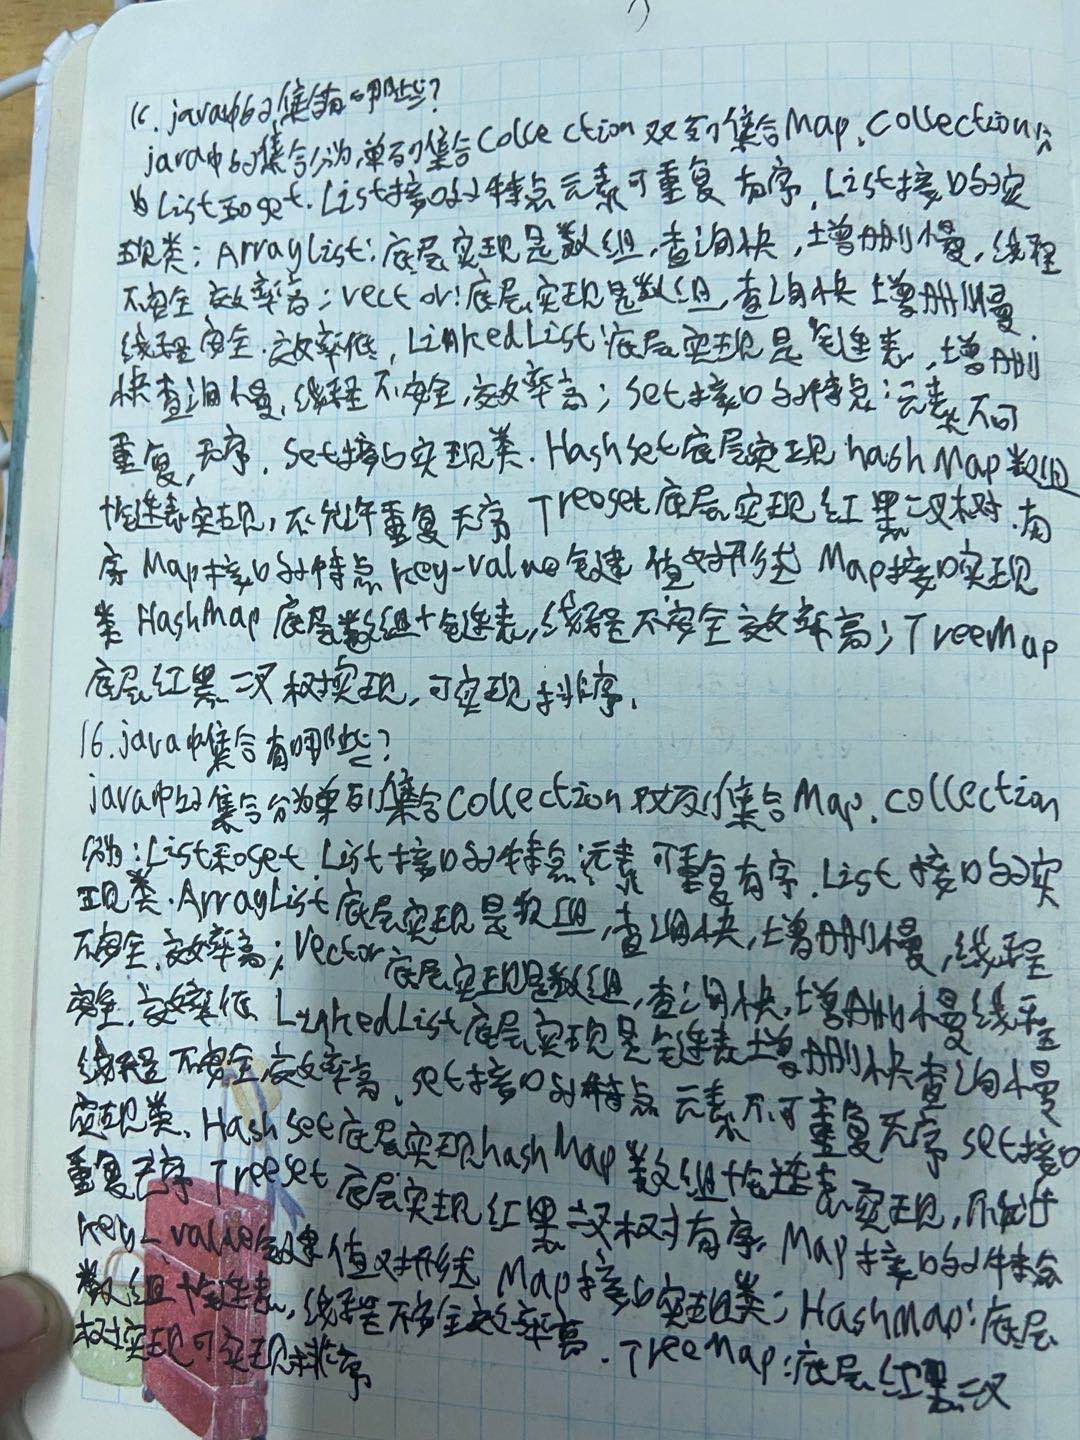 16.java中的集合有哪些?
java中的集合分为,单列集合Collection双列集合Map.Collection分
为List和set.List接口的特点元素可重复 有序,List接口的实
现类:ArrayList:底层实现是数组,查询快,增删慢,线程
不安全 效率高;vector:底层实现是数组,查询快 增删慢
线程安全.效率低,LinkedList:底层实现是链表,增删
快查询慢,线程不安全,效率高;set接口的特点:元素不可
重复,无序,set接口实现类.Hashset底层实现hashMap数组
+链表实现,不允许重复无序 Treeset底层实现红黑二叉树.有
序 Map接口的特点key-value键值对形式 Map接口实现
类 HashMap 底层数组+链表,线程不安全效率高;TreeMap
底层红黑二叉树实现,可实现排序,
16.java中集合有哪些?
java中的集合分为单列集合Collection双列集合Map.collection
分为:List和set.List接口的特点:元素可重复有序.List接口的实
现类.ArrayList底层实现是数组,查询快,增删慢,线程
不安全,效率高;Vector底层实现是数组,查询快,增删慢线程
安全,效率低 LinkedList底层实现是链表增删快查询慢
线程不安全效率高,set接口的特点 元素不可重复无序 set接口
实现类,Hashset底层实现hashMap数组+链表实现,不允许
重复无序 Treeset 底层实现红黑二叉树有序,Map接口的特点
key_value键值对形式 Map接口实现类;HashMap:底层
数组+链表,线程不安全效率高.TreeMap:底层红黑二叉
树实现可实现排序